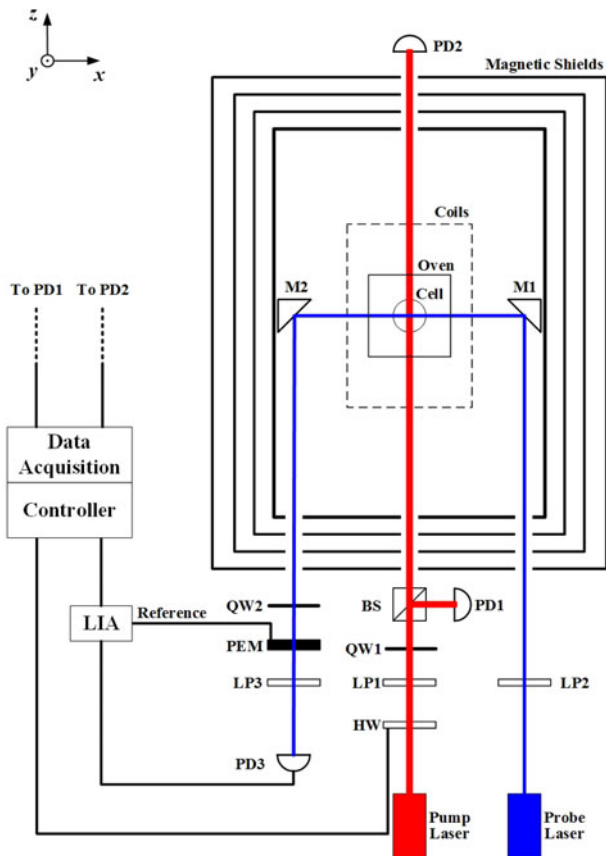 z
y
x
PD2
Magnetic Shields
Coils
Oven
Cell
M2
M1
To PD1
To PD2
Data
Acquisition
Controller
LIA
Reference
QW2
PEM
LP3
PD3
BS
PD1
QW1
LP1
LP2
HW
Pump
Laser
Probe
Laser